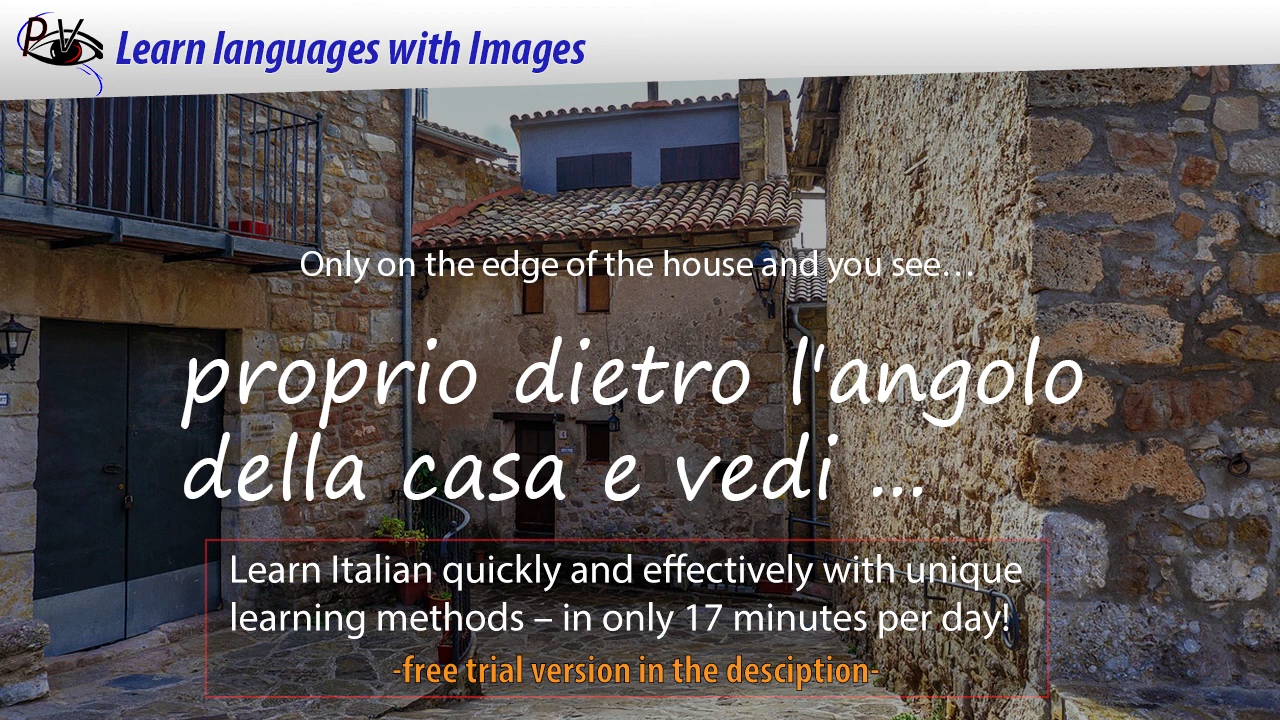 PV
Learn languages with Images
Only on the edge of the house and you see...
proprio dietro l'angolo
della casa e vedi ...
Learn Italian quickly and effectively with unique
learning methods – in only 17 minutes per day!
-free trial version in the desciption-